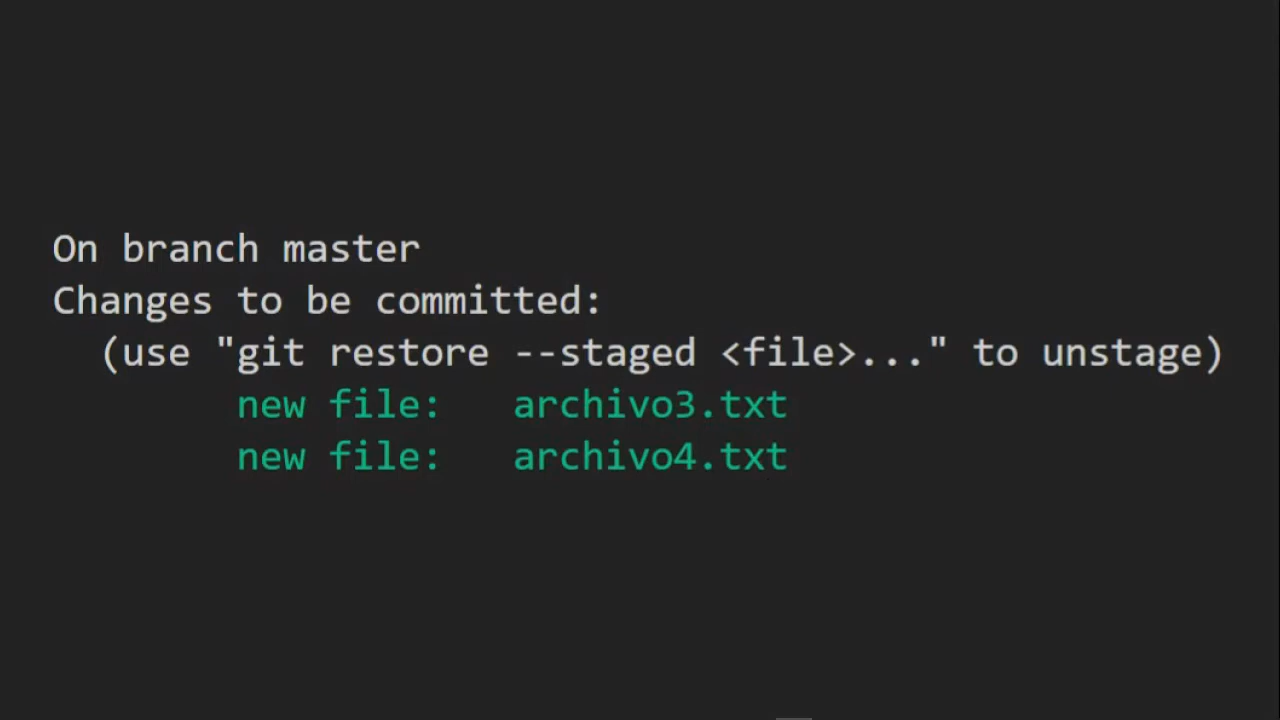 On branch master
Changes to be committed:
  (use "git restore --staged <file>..." to unstage)
        new file:   archivo3.txt
        new file:   archivo4.txt